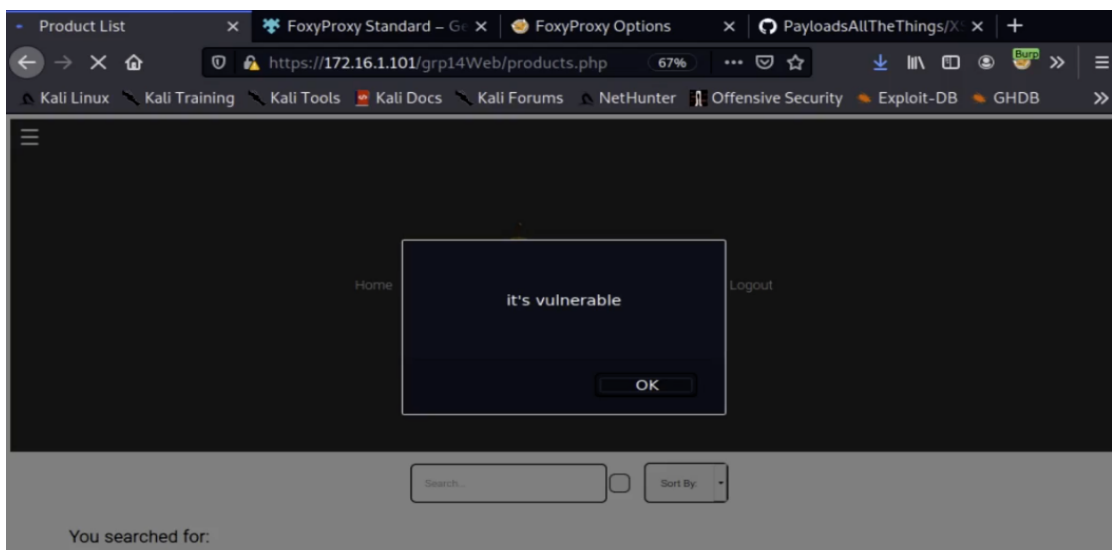 Product List
FoxyProxy Standard – Ge
FoxyProxy Options
PayloadsAllTheThings/XS
https://172.16.1.101/grp14Web/products.php
67%
Burp
Kali Linux
Kali Training
Kali Tools
Kali Docs
Kali Forums
NetHunter
Offensive Security
Exploit-DB
GHDB
Home
Logout
it's vulnerable
OK
Search...
Sort By:
You searched for: